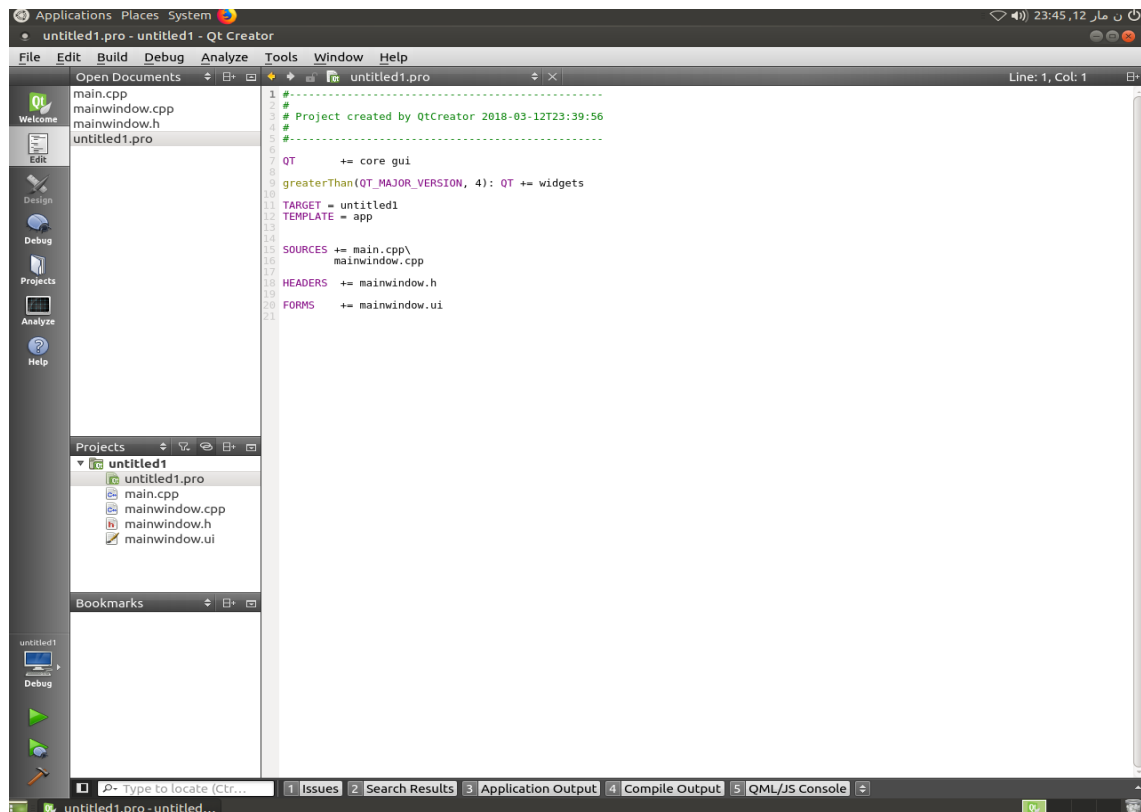 Applications Places System
23:45 ,12 ن مار
untitled1.pro - untitled1 - Qt Creator
File Edit Build Debug Analyze Tools Window Help
Open Documents
untitled1.pro
Line: 1, Col: 1
main.cpp
mainwindow.cpp
mainwindow.h
untitled1.pro
Welcome
Edit
Design
Debug
Projects
Analyze
Help
1 #-------------------------------------------------
2 #
3 # Project created by QtCreator 2018-03-12T23:39:56
4 #
5 #-------------------------------------------------
6
7 QT       += core gui
8
9 greaterThan(QT_MAJOR_VERSION, 4): QT += widgets
10
11 TARGET = untitled1
12 TEMPLATE = app
13
14
15 SOURCES += main.cpp\
16         mainwindow.cpp
17
18 HEADERS  += mainwindow.h
19
20 FORMS    += mainwindow.ui
21
Projects
untitled1
untitled1.pro
main.cpp
mainwindow.cpp
mainwindow.h
mainwindow.ui
Bookmarks
untitled1
Debug
Type to locate (Ctr...
1 Issues 2 Search Results 3 Application Output 4 Compile Output 5 QML/JS Console
untitled1.pro - untitled...